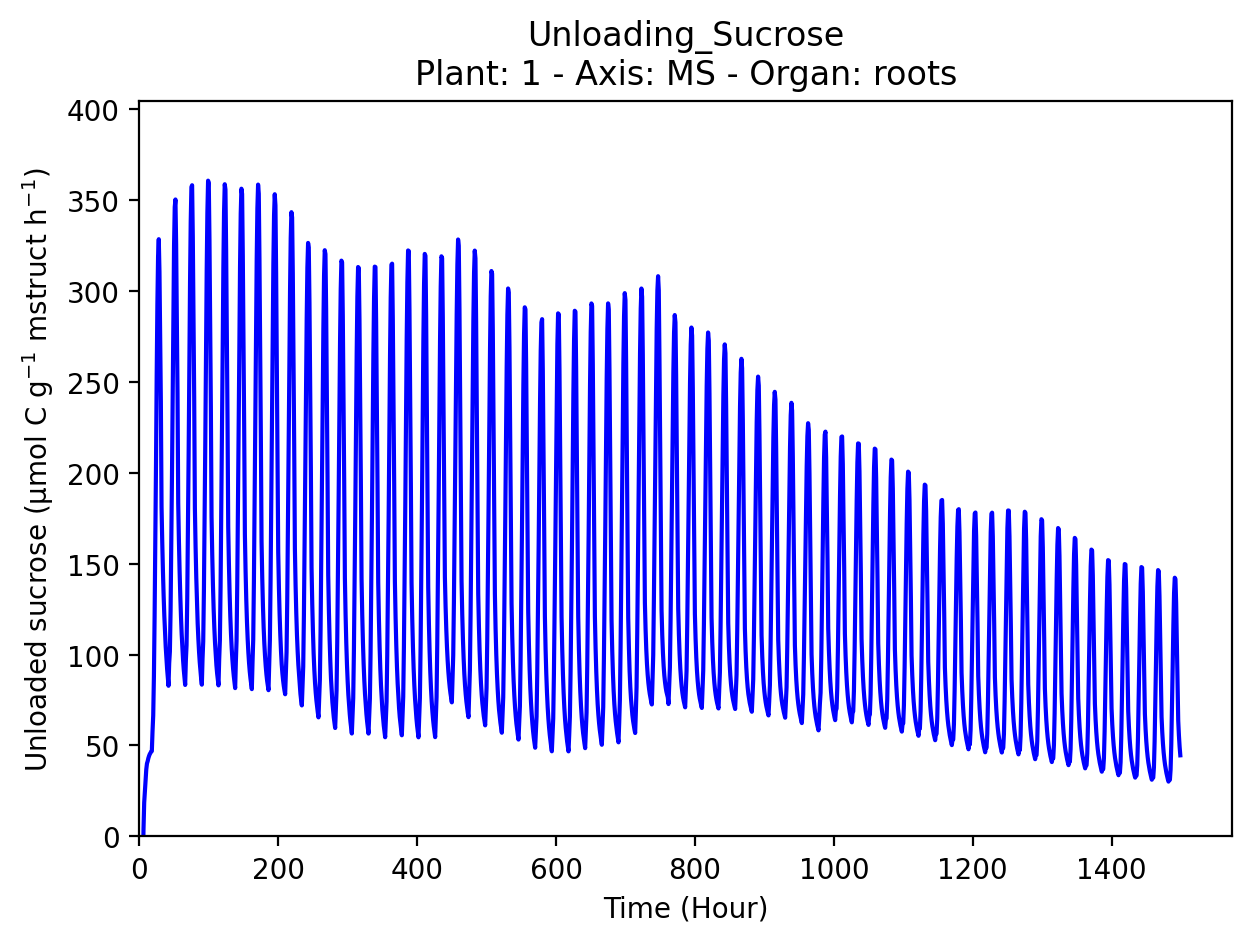 Unloading_Sucrose
Plant: 1 - Axis: MS - Organ: roots
Unloaded sucrose (µmol C g⁻¹ mstruct h⁻¹)
400
350
300
250
200
150
100
50
0
0 200 400 600 800 1000 1200 1400
Time (Hour)